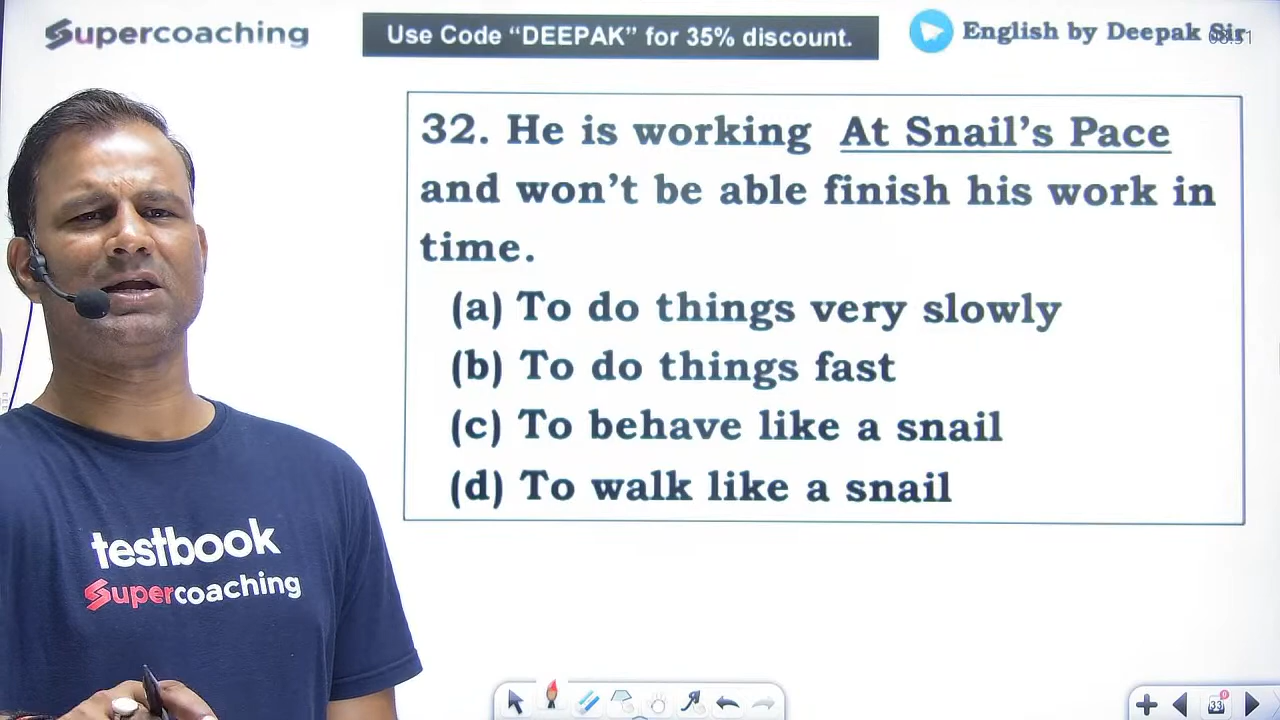 Supercoaching
Use Code “DEEPAK” for 35% discount.
English by Deepak Sir
32. He is working At Snail’s Pace
and won’t be able finish his work in
time.
(a) To do things very slowly
(b) To do things fast
(c) To behave like a snail
(d) To walk like a snail
testbook
Supercoaching
33